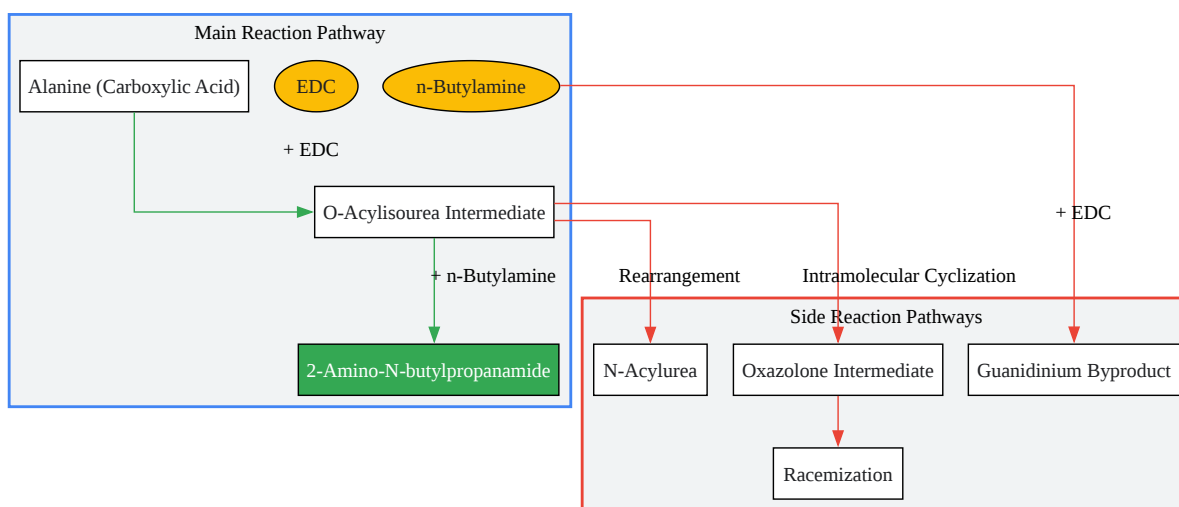 Main Reaction Pathway
Alanine (Carboxylic Acid)
EDC
n-Butylamine
+ EDC
O-Acylisourea Intermediate
+ EDC
+ n-Butylamine
Rearrangement
Intramolecular Cyclization
Side Reaction Pathways
2-Amino-N-butylpropanamide
N-Acylurea
Oxazolone Intermediate
Guanidinium Byproduct
Racemization